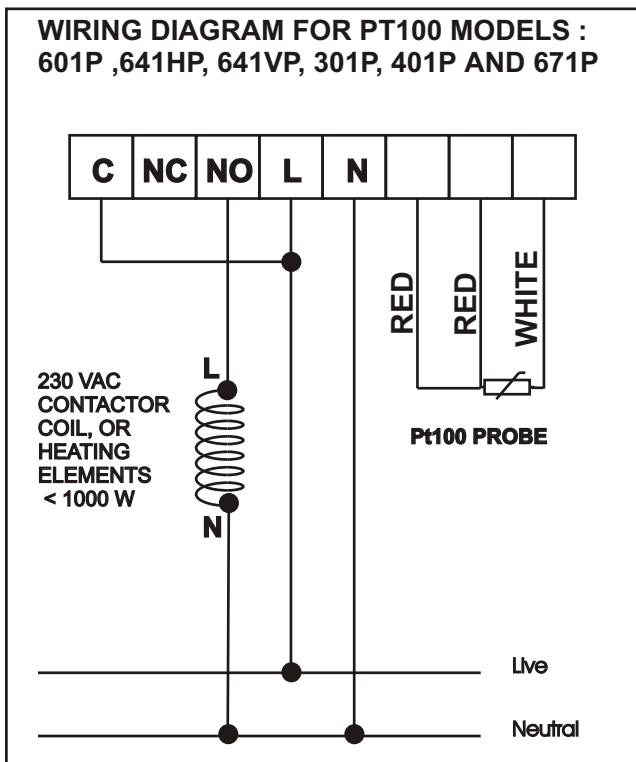 WIRING DIAGRAM FOR PT100 MODELS :
601P ,641HP, 641VP, 301P, 401P AND 671P
C NC NO L N
RED RED WHITE
L
230 VAC
CONTACTOR
COIL, OR
HEATING
ELEMENTS
< 1000 W
Pt100 PROBE
N
Live
Neutral